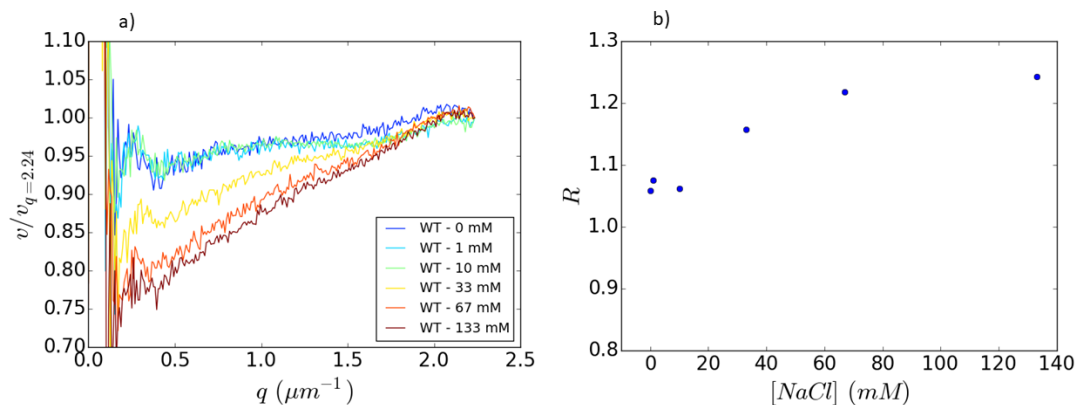 a)
1.10
1.05
1.00
0.95
0.90
0.85
0.80
0.75
0.70
v/v_{q=2.24}
0.0 0.5 1.0 1.5 2.0 2.5
q (μm⁻¹)
WT - 0 mM
WT - 1 mM
WT - 10 mM
WT - 33 mM
WT - 67 mM
WT - 133 mM
b)
1.3
1.2
1.1
1.0
0.9
0.8
R
0 20 40 60 80 100 120 140
[NaCl] (mM)